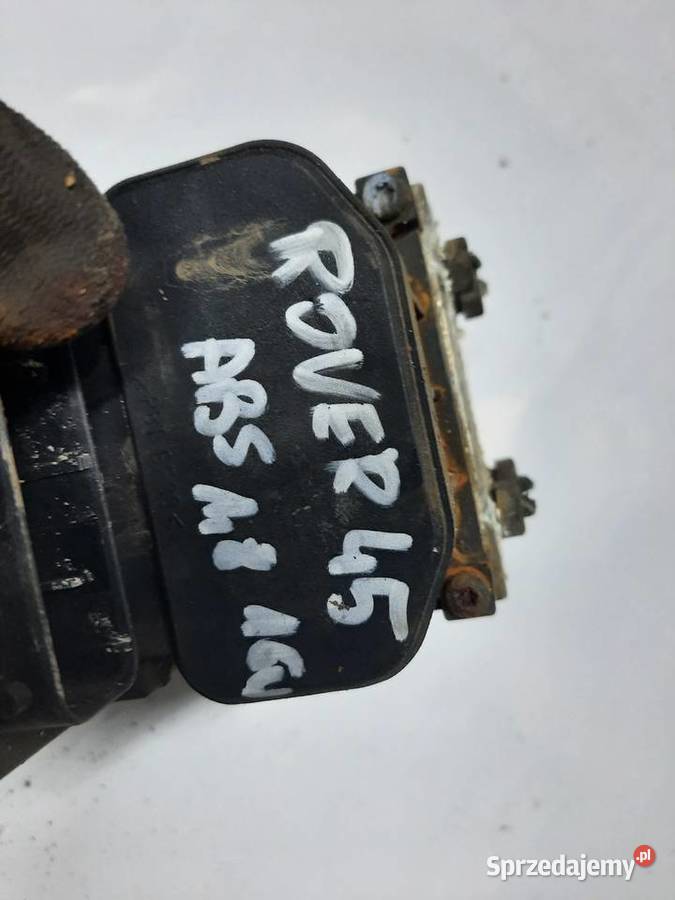 ROVER 45
ABS 1.8 16V
Sprzedajemy.pl